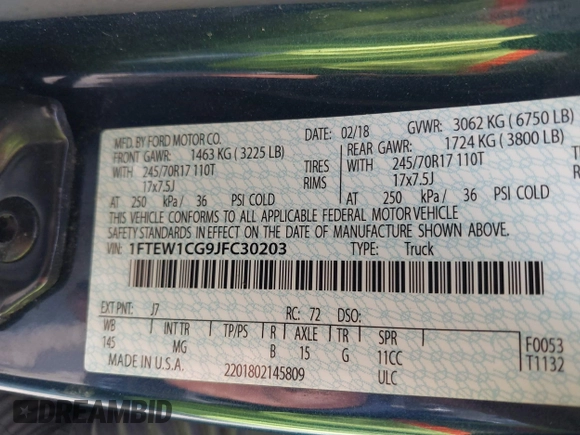 MFD. BY FORD MOTOR CO. DATE: 02/18 GVWR: 3062 KG ( 6750 LB)
FRONT GAWR: 1463 KG ( 3225 LB) REAR GAWR: 1724 KG ( 3800 LB)
WITH 245/70R17 110T TIRES WITH 245/70R17 110T
17x7.5J RIMS 17x7.5J
AT 250 kPa / 36 PSI COLD AT 250 kPa / 36 PSI COLD
THIS VEHICLE CONFORMS TO ALL APPLICABLE FEDERAL MOTOR VEHICLE
SAFETY STANDARDS IN EFFECT ON THE DATE OF MANUFACTURE SHOWN ABOVE.
VIN: 1FTEW1CG9JFC30203 TYPE: Truck
EXT PNT: J7 RC: 72 DSO:
WB INT TR TP/PS R AXLE TR SPR F0053
145 MG B 15 G 11CC T1132
MADE IN U.S.A. 2201802145809 ULC
DREAMBID